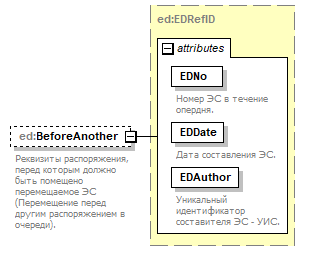 ed:EDRefID
attributes
EDNo
Номер ЭС в течение
опердня.
EDDate
Дата составления ЭС.
EDAuthor
Уникальный
идентификатор
составителя ЭС - УИС.
ed:BeforeAnother
Реквизиты распоряжения,
перед которым должно
быть помещено
перемещаемое ЭС
(Перемещение перед
другим распоряжением в
очереди).